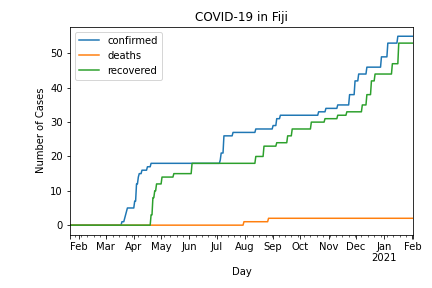 COVID-19 in Fiji
confirmed
deaths
recovered
Number of Cases
50
40
30
20
10
0
Feb Mar Apr May Jun Jul Aug Sep Oct Nov Dec Jan Feb
2021
Day